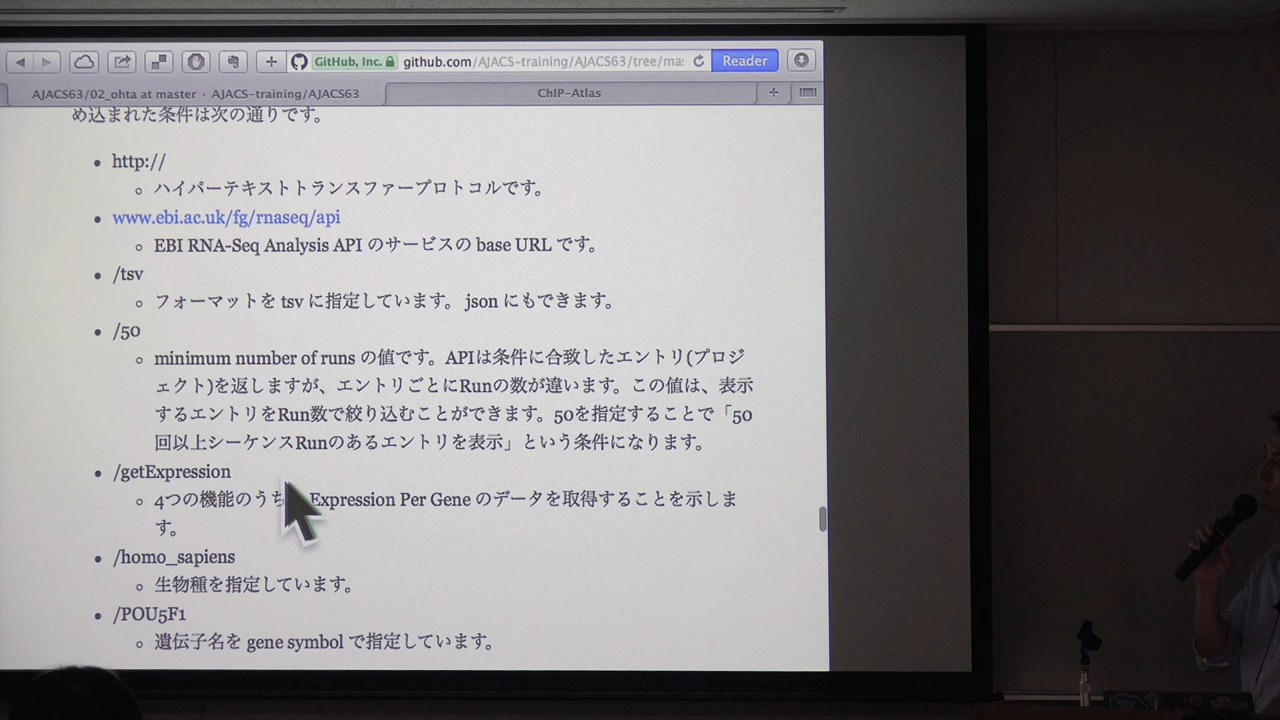 GitHub, Inc. github.com/AJACS-training/AJACS63/tree/mas
Reader
AJACS63/02_ohta at master · AJACS-training/AJACS63
ChIP-Atlas
め込まれた条件は次の通りです。
http://
ハイパーテキストトランスファープロトコルです。
www.ebi.ac.uk/fg/rnaseq/api
EBI RNA-Seq Analysis API のサービスの base URL です。
/tsv
フォーマットを tsv に指定しています。 json にもできます。
/50
minimum number of runs の値です。APIは条件に合致したエントリ(プロジ
ェクト)を返しますが、エントリごとにRunの数が違います。この値は、表示
するエントリをRun数で絞り込むことができます。50を指定することで「50
回以上シーケンスRunのあるエントリを表示」という条件になります。
/getExpression
4つの機能のうち Expression Per Gene のデータを取得することを示しま
す。
/homo_sapiens
生物種を指定しています。
/POU5F1
遺伝子名を gene symbol で指定しています。